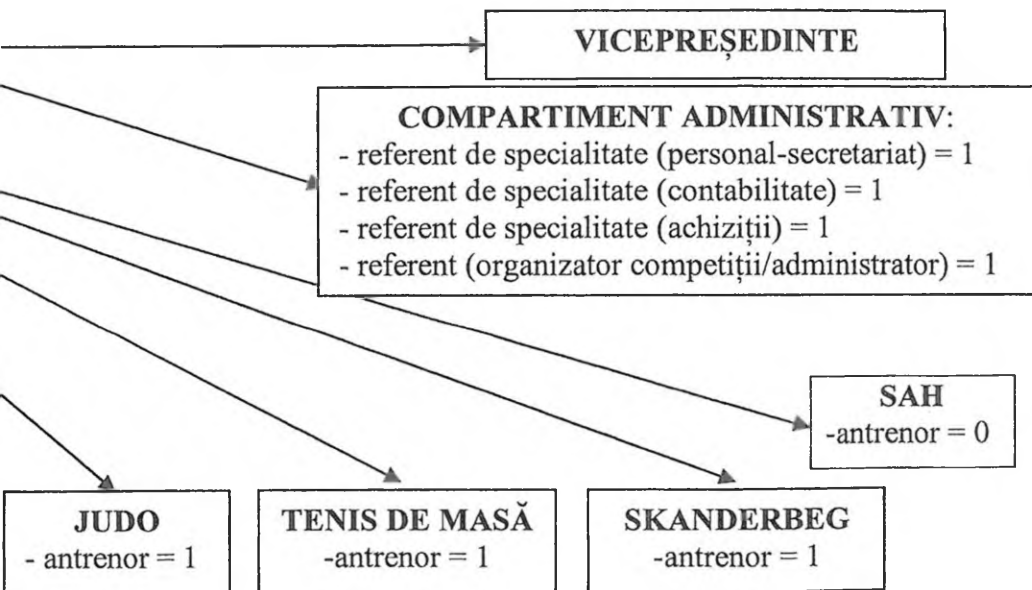 VICEPREȘEDINTE
COMPARTIMENT ADMINISTRATIV:
- referent de specialitate (personal-secretariat) = 1
- referent de specialitate (contabilitate) = 1
- referent de specialitate (achiziții) = 1
- referent (organizator competiții/administrator) = 1
SAH
-antrenor = 0
JUDO
- antrenor = 1
TENIS DE MASĂ
-antrenor = 1
SKANDERBEG
-antrenor = 1